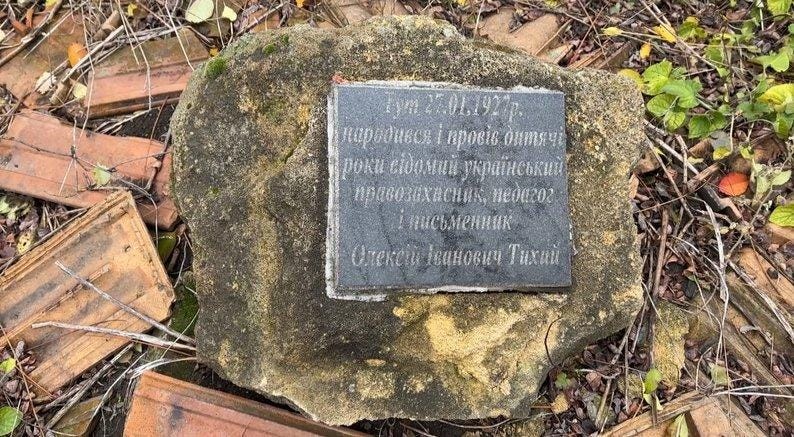 Тут 27.01.1927р.
народився і провів дитячі
роки відомий український
правозахисник, педагог
і письменник
Олексій Іванович Тихий